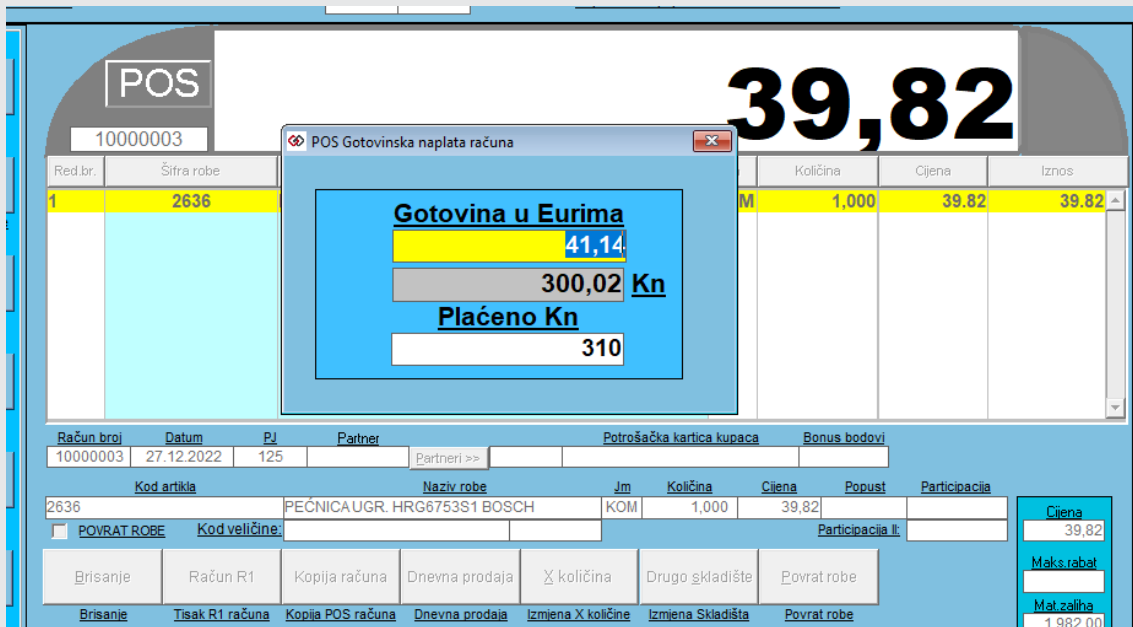 POS
39,82
10000003
POS Gotovinska naplata računa
Red.br. Šifra robe Količina Cijena Iznos
1 2636 M 1,000 39.82 39.82
Gotovina u Eurima
41,14
300,02 Kn
Plaćeno Kn
310
Račun broj Datum PJ Partner Potrošačka kartica kupaca Bonus bodovi
10000003 27.12.2022 125 Partneri >>
Kod artikla Naziv robe Jm Količina Cijena Popust Participacija
2636 PEĆNICA UGR. HRG6753S1 BOSCH KOM 1,000 39,82
POVRAT ROBE Kod veličine: Participacija II:
Cijena
39,82
Maks.rabat
Mat.zaliha
1.982,00
Brisanje Račun R1 Kopija računa Dnevna prodaja X količina Drugo skladište Povrat robe
Brisanje Tisak R1 računa Kopija POS računa Dnevna prodaja Izmjena X količine Izmjena Skladišta Povrat robe